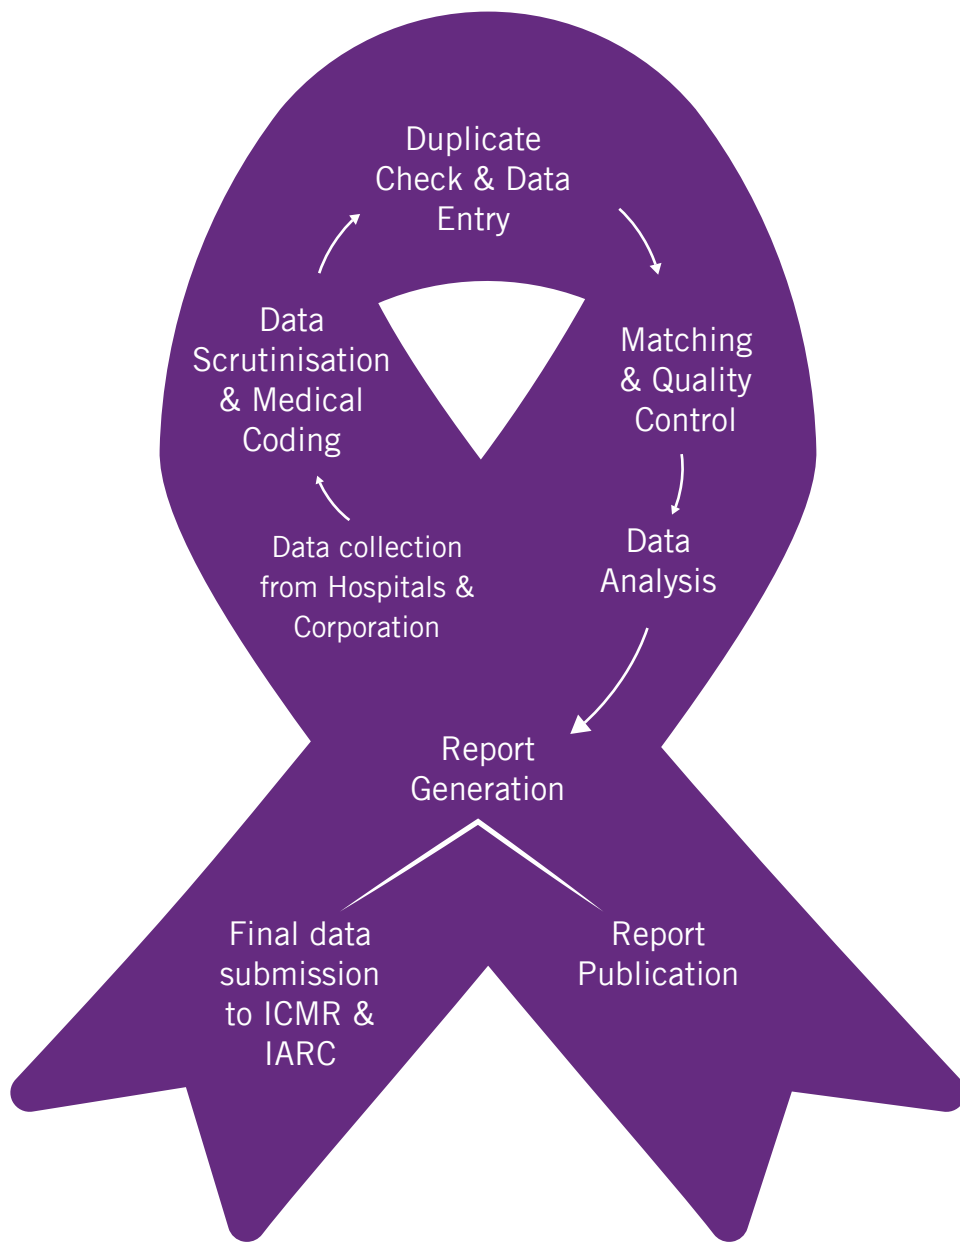 Duplicate
Check & Data
Entry
Data
Scrutinisation
& Medical
Coding
Matching
& Quality
Control
Data collection
from Hospitals &
Corporation
Data
Analysis
Report
Generation
Final data
submission
to ICMR &
IARC
Report
Publication